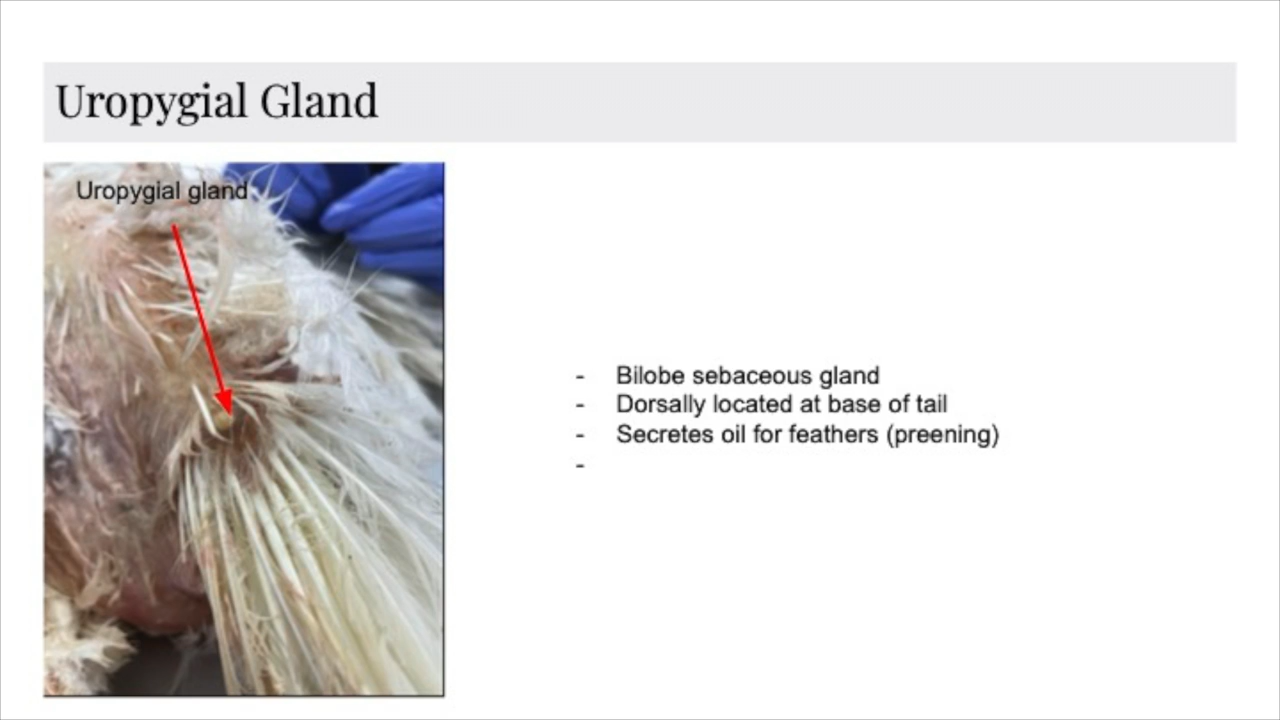 Uropygial Gland
Uropygial gland
- Bilobe sebaceous gland
- Dorsally located at base of tail
- Secretes oil for feathers (preening)
-